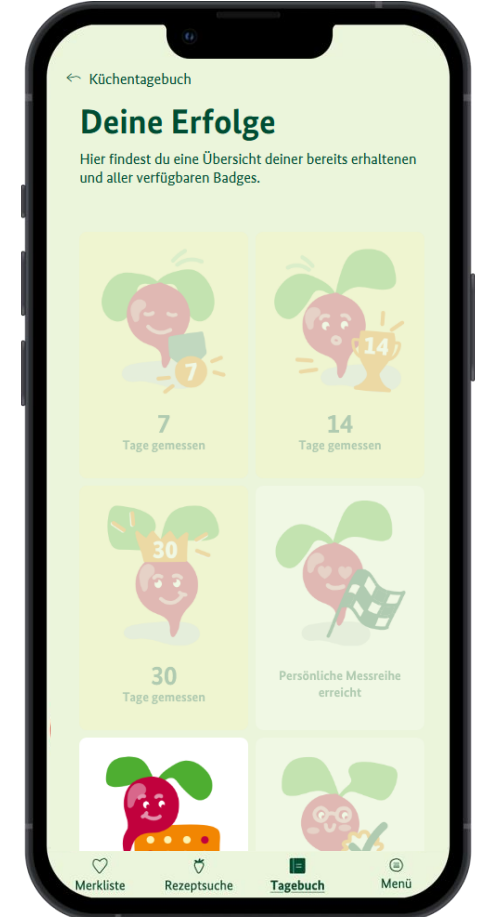 Küchentagebuch
Deine Erfolge
Hier findest du eine Übersicht deiner bereits erhaltenen
und aller verfügbaren Badges.
7
14
7
Tage gemessen
14
Tage gemessen
30
30
Tage gemessen
Persönliche Messreihe
erreicht
Merkliste
Rezeptsuche
Tagebuch
Menü